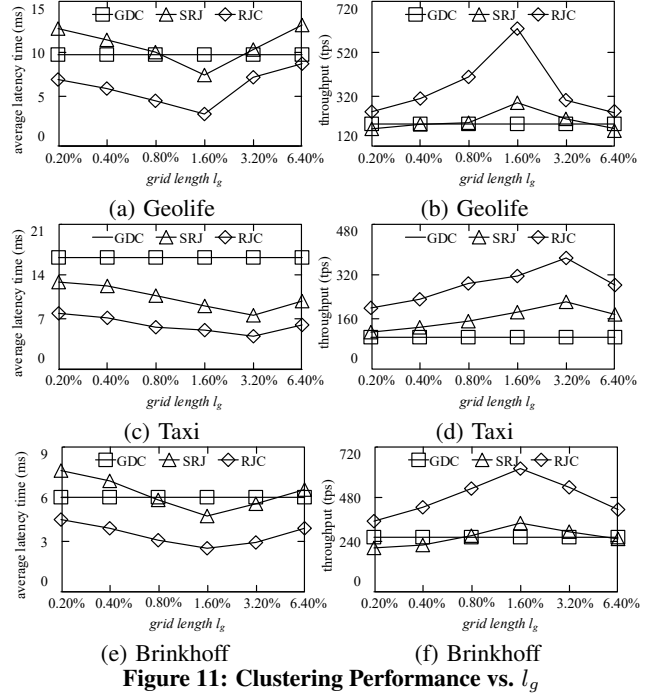 average latency time (ms)
15
10
5
0
GDC SRJ RJC
0.20% 0.40% 0.80% 1.60% 3.20% 6.40%
grid length lg
(a) Geolife
throughput (tps)
720
520
320
120
GDC SRJ RJC
0.20% 0.40% 0.80% 1.60% 3.20% 6.40%
grid length lg
(b) Geolife
average latency time (ms)
21
14
7
0
GDC SRJ RJC
0.20% 0.40% 0.80% 1.60% 3.20% 6.40%
grid length lg
(c) Taxi
throughput (tps)
480
320
160
0
GDC SRJ RJC
0.20% 0.40% 0.80% 1.60% 3.20% 6.40%
grid length lg
(d) Taxi
average latency time (ms)
9
6
3
0
GDC SRJ RJC
0.20% 0.40% 0.80% 1.60% 3.20% 6.40%
grid length lg
(e) Brinkhoff
throughput (tps)
720
480
240
0
GDC SRJ RJC
0.20% 0.40% 0.80% 1.60% 3.20% 6.40%
grid length lg
(f) Brinkhoff
Figure 11: Clustering Performance vs. lg